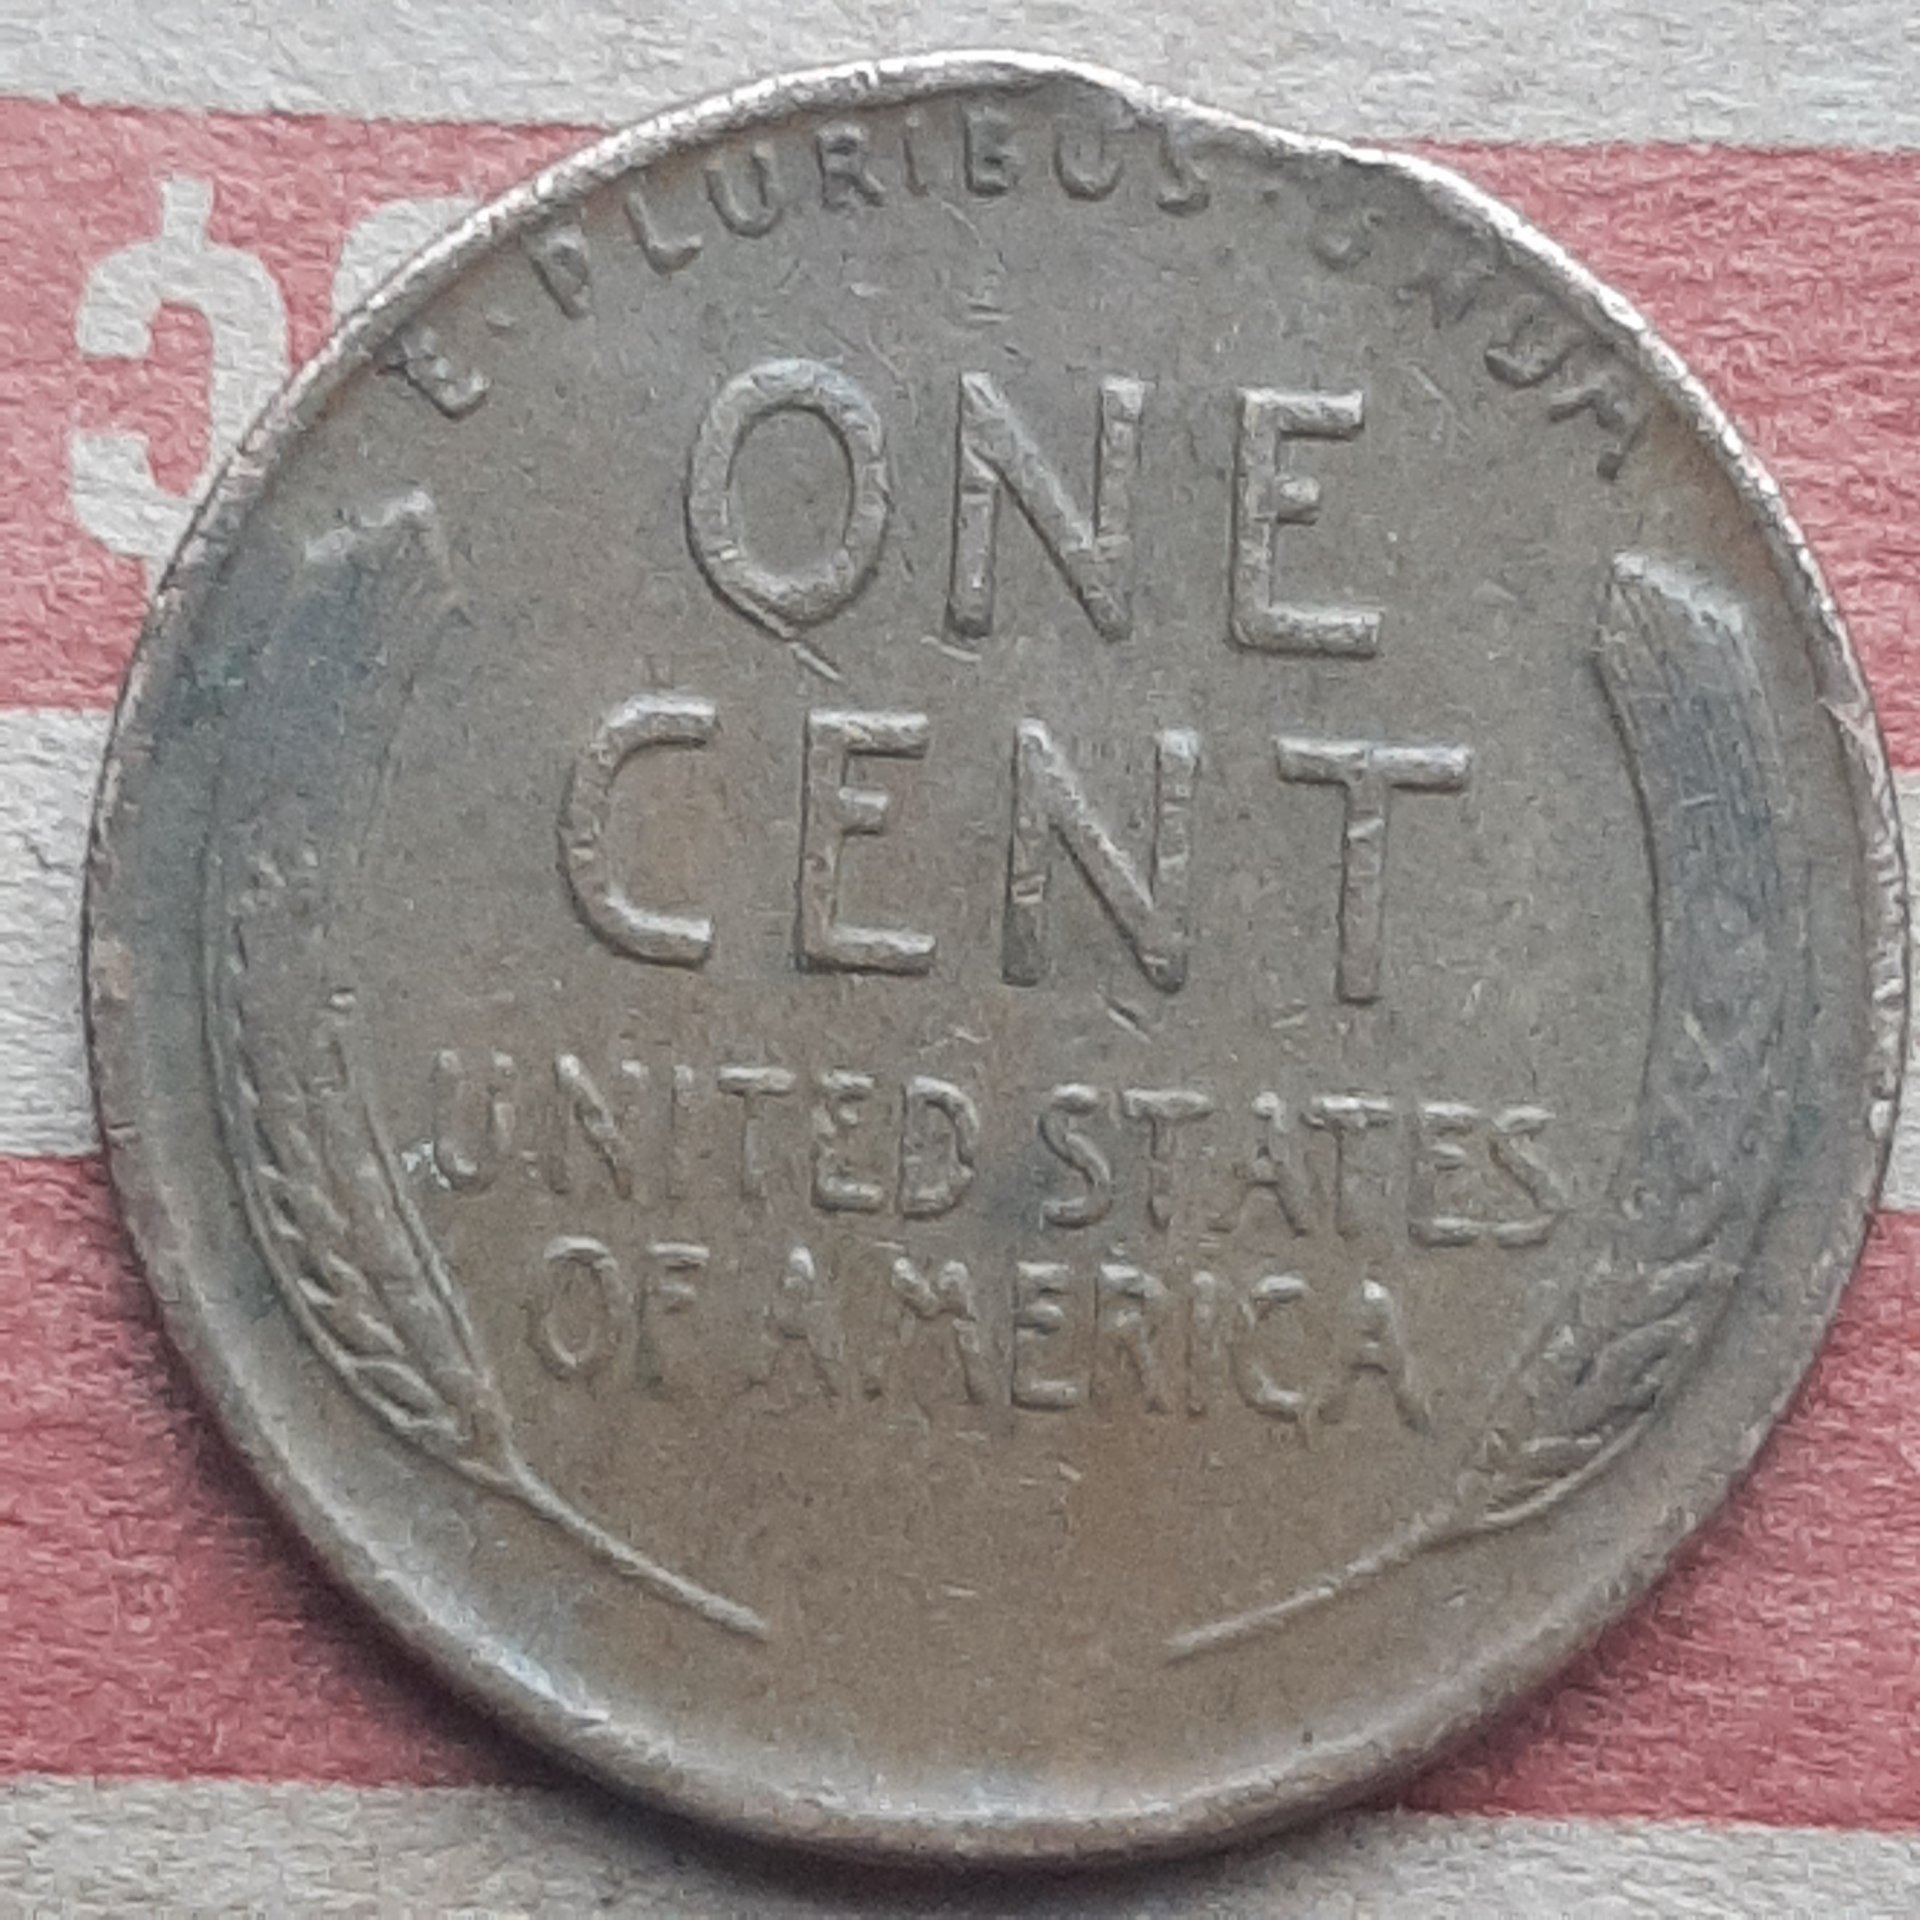 E·PLURIBUS·UNUM
ONE
CENT
UNITED STATES
OF AMERICA